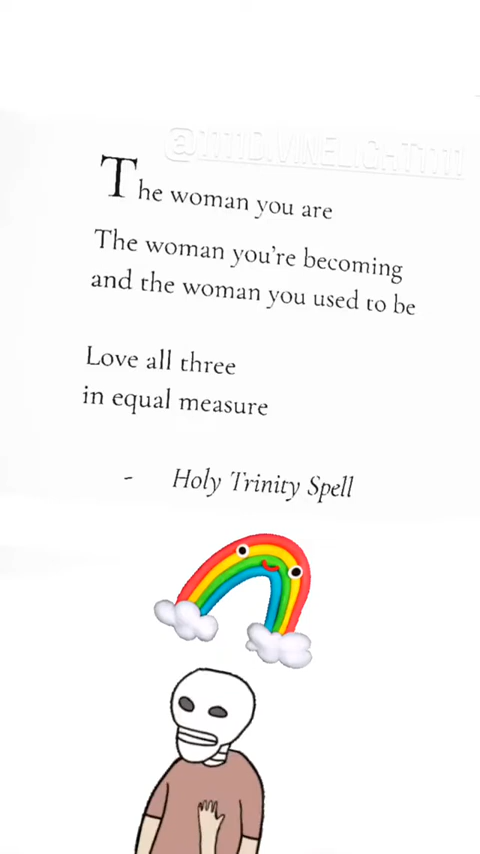 @1111DIVINELIGHT1111
The woman you are
The woman you're becoming
and the woman you used to be
Love all three
in equal measure
- Holy Trinity Spell